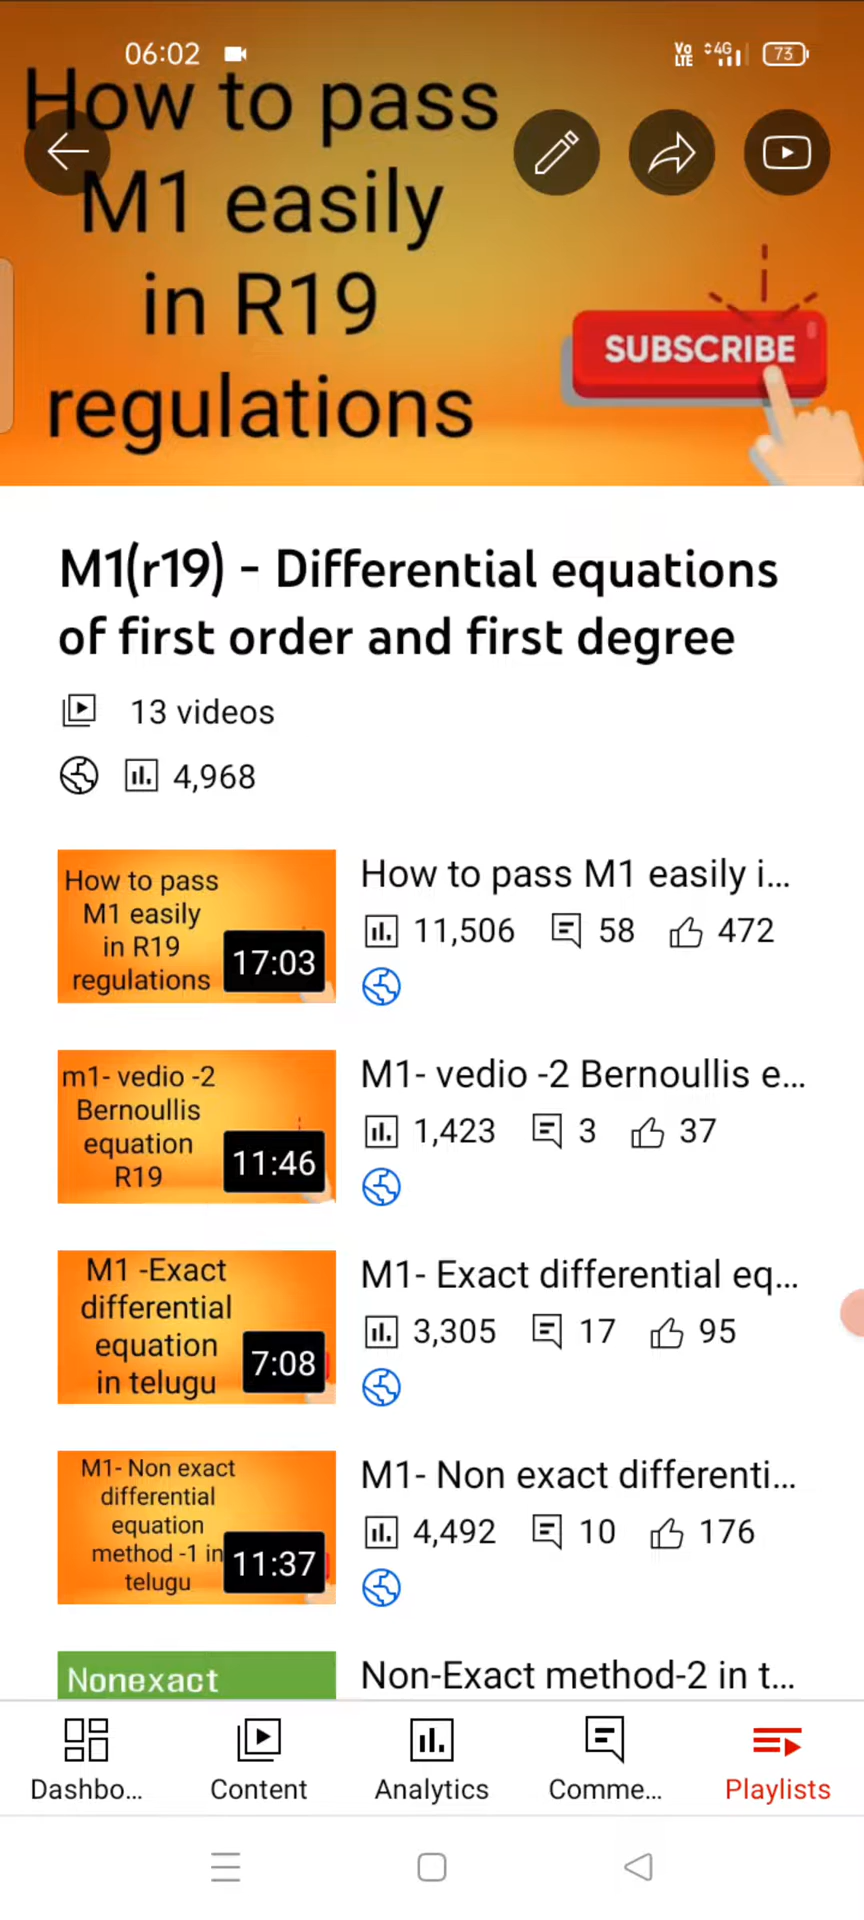 06:02
Vo
LTE
4G
73
How to pass
M1 easily
in R19
regulations
SUBSCRIBE
M1(r19) - Differential equations
of first order and first degree
13 videos
4,968
How to pass
M1 easily
in R19
regulations
17:03
How to pass M1 easily i...
11,506
58
472
m1- vedio -2
Bernoullis
equation
R19
11:46
M1- vedio -2 Bernoullis e...
1,423
3
37
M1 -Exact
differential
equation
in telugu
7:08
M1- Exact differential eq...
3,305
17
95
M1- Non exact
differential
equation
method -1 in
telugu
11:37
M1- Non exact differenti...
4,492
10
176
Nonexact
Non-Exact method-2 in t...
Dashbo...
Content
Analytics
Comme...
Playlists